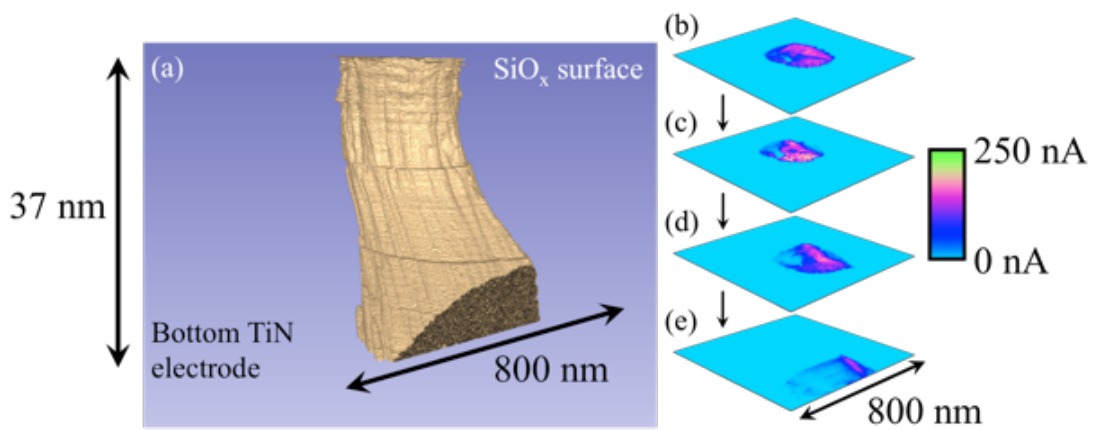 (a)
SiOx surface
37 nm
Bottom TiN
electrode
800 nm
(b)
(c)
(d)
(e)
250 nA
0 nA
800 nm